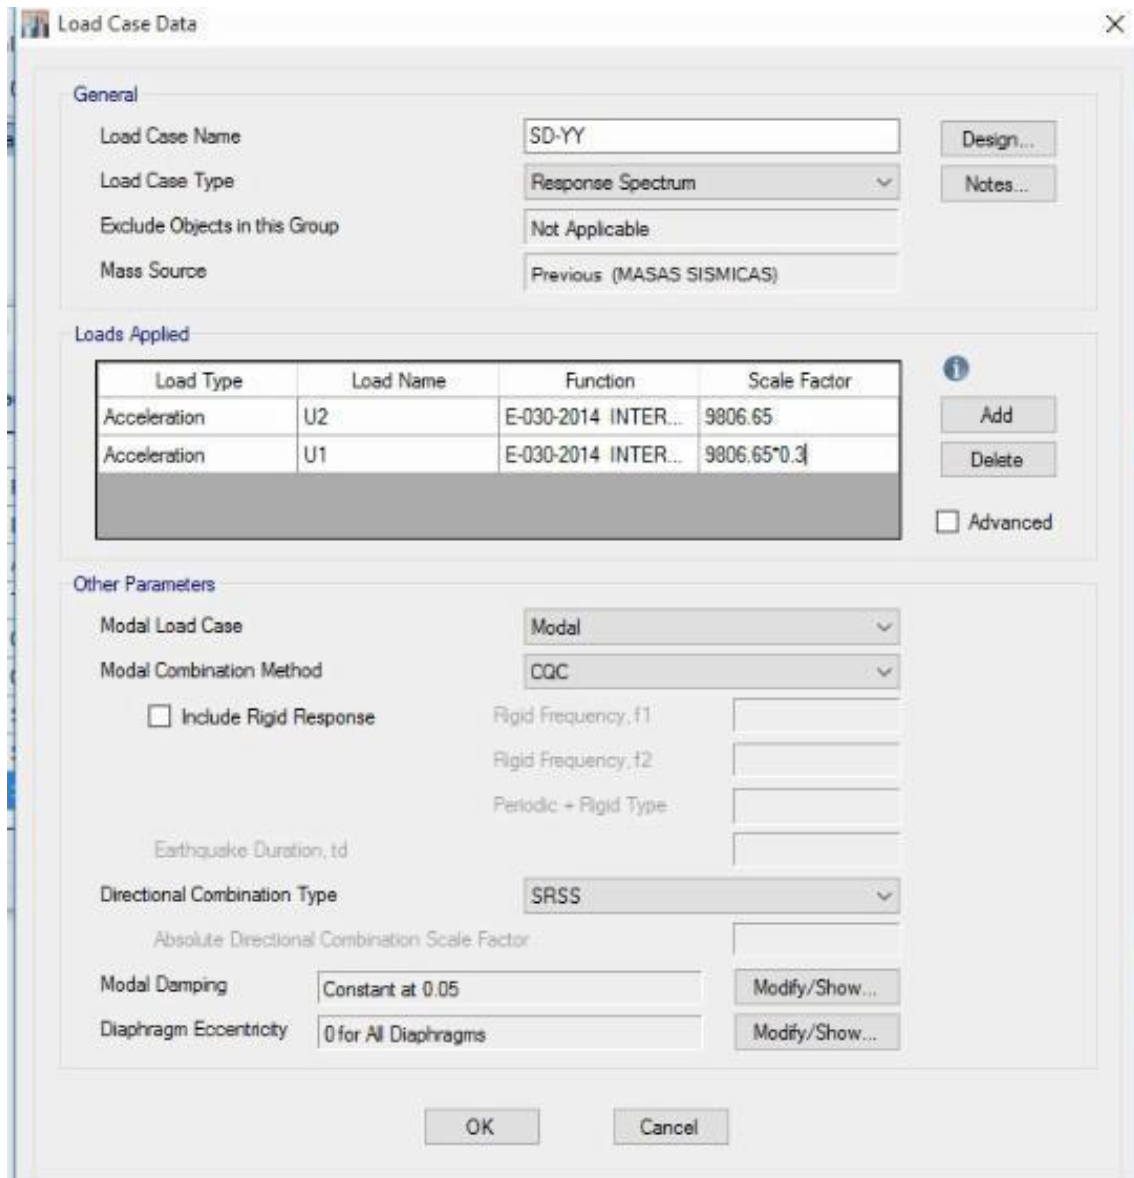 Load Case Data
General
Load Case Name SD-YY Design...
Load Case Type Response Spectrum Notes...
Exclude Objects in this Group Not Applicable
Mass Source Previous (MASAS SISMICAS)
Loads Applied
Load Type Load Name Function Scale Factor
Acceleration U2 E-030-2014 INTER... 9806.65 Add
Acceleration U1 E-030-2014 INTER... 9806.65*0.3 Delete
Advanced
Other Parameters
Modal Load Case Modal
Modal Combination Method CQC
Include Rigid Response Rigid Frequency, f1
Rigid Frequency, f2
Periodic + Rigid Type
Earthquake Duration, td
Directional Combination Type SRSS
Absolute Directional Combination Scale Factor
Modal Damping Constant at 0.05 Modify/Show...
Diaphragm Eccentricity 0 for All Diaphragms Modify/Show...
OK Cancel